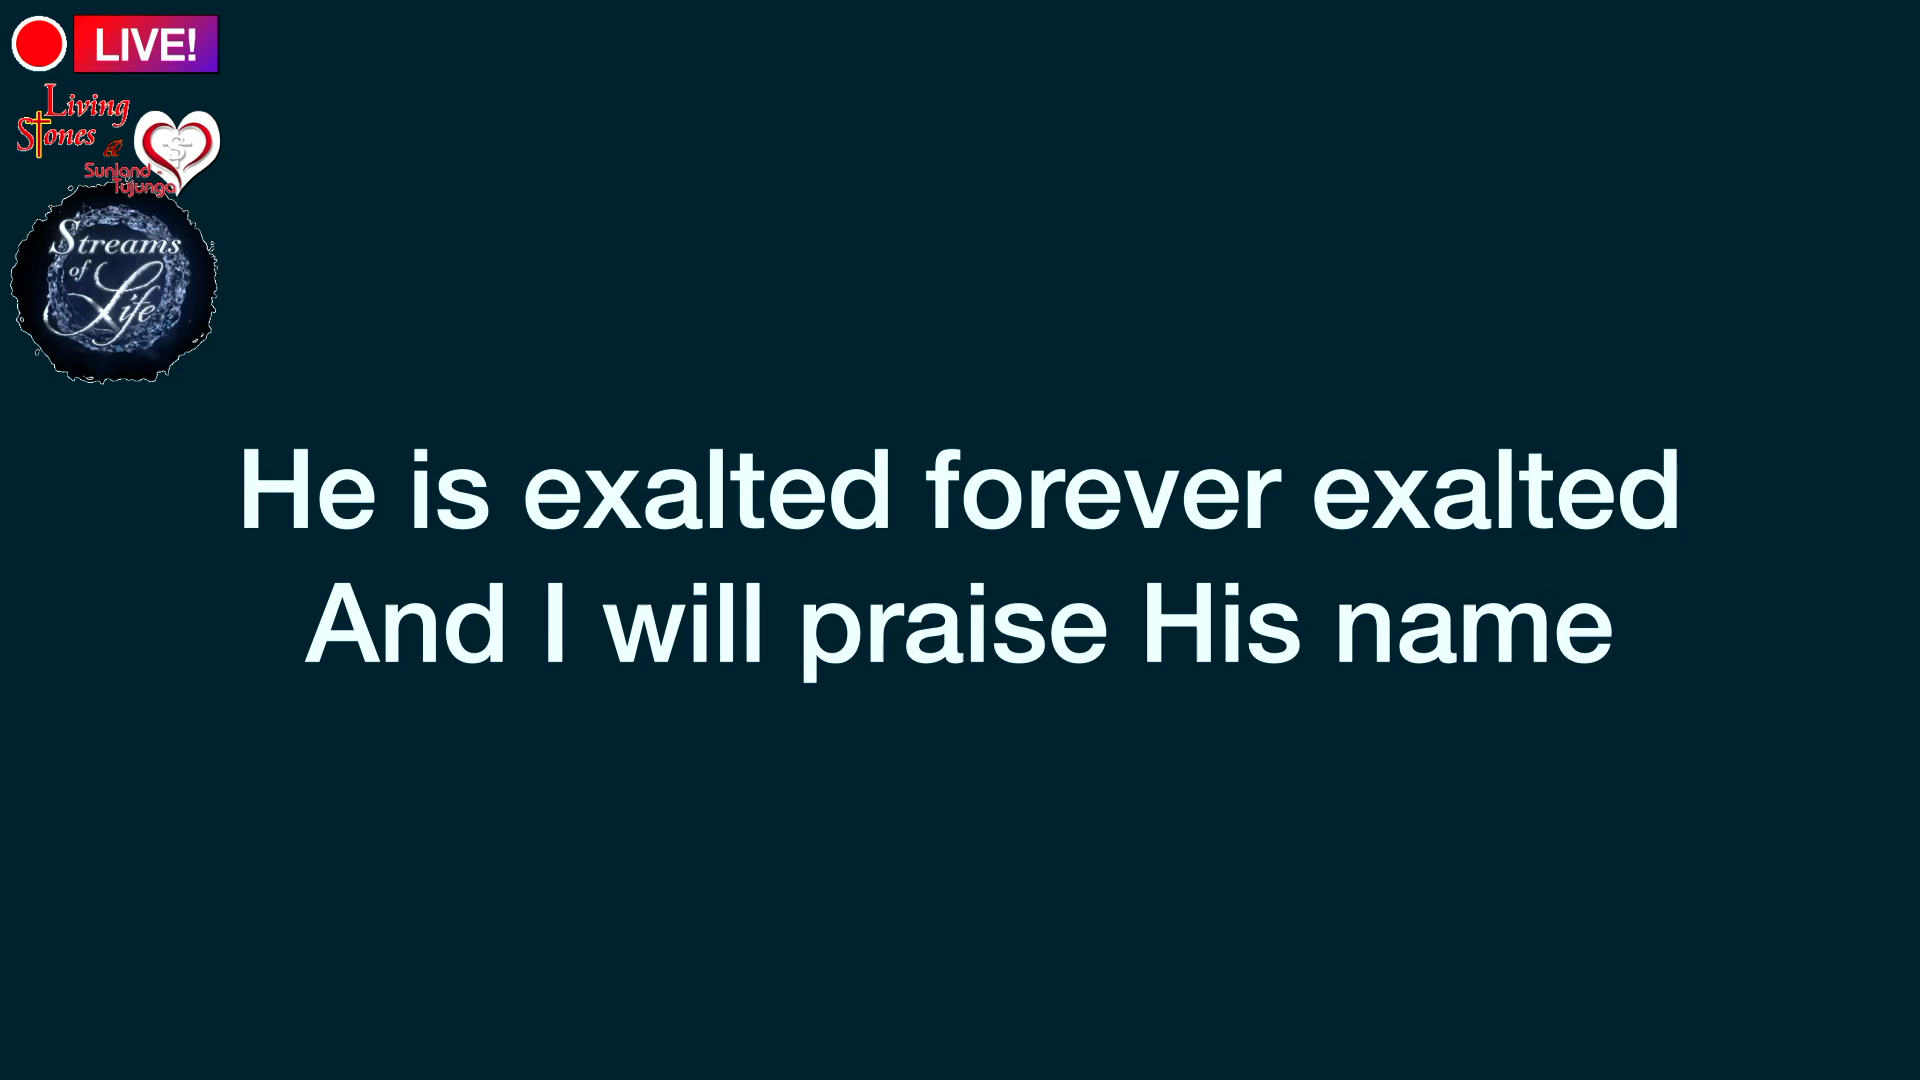 LIVE!
Living
Stones
Sunland -
Tujunga
Streams
of
Life
He is exalted forever exalted
And I will praise His name